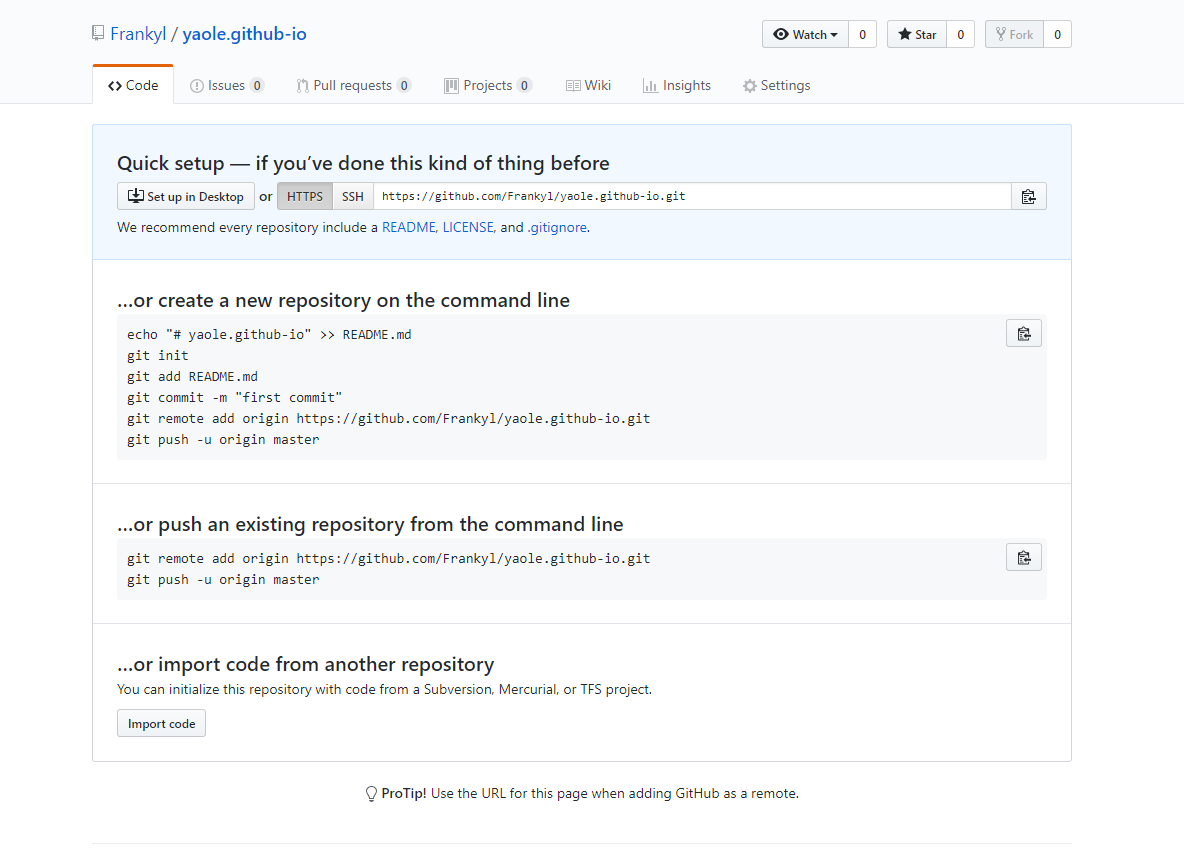 Frankyl / yaole.github-io
Watch 0 Star 0 Fork 0
Code Issues 0 Pull requests 0 Projects 0 Wiki Insights Settings
Quick setup — if you’ve done this kind of thing before
Set up in Desktop or HTTPS SSH https://github.com/Frankyl/yaole.github-io.git
We recommend every repository include a README, LICENSE, and .gitignore.
…or create a new repository on the command line
echo "# yaole.github-io" >> README.md
git init
git add README.md
git commit -m "first commit"
git remote add origin https://github.com/Frankyl/yaole.github-io.git
git push -u origin master
…or push an existing repository from the command line
git remote add origin https://github.com/Frankyl/yaole.github-io.git
git push -u origin master
…or import code from another repository
You can initialize this repository with code from a Subversion, Mercurial, or TFS project.
Import code
ProTip! Use the URL for this page when adding GitHub as a remote.